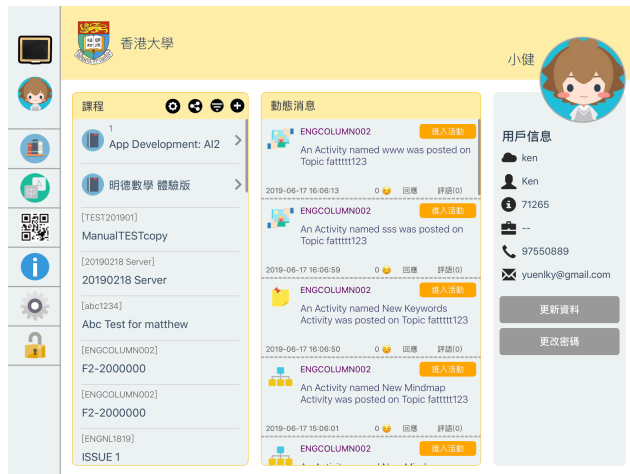 香港大學
小健
課程
1
App Development: AI2
明德數學 體驗版
[TEST201901]
ManualTESTcopy
[20190218 Server]
20190218 Server
[abc1234]
Abc Test for matthew
[ENGCOLUMN002]
F2-2000000
[ENGCOLUMN002]
F2-2000000
[ENGNL1819]
ISSUE 1
動態消息
ENGCOLUMN002 進入活動
An Activity named www was posted on
Topic fattttt123
2019-06-17 16:06:13 0 回應 評語(0)
ENGCOLUMN002 進入活動
An Activity named sss was posted on
Topic fattttt123
2019-06-17 16:06:59 0 回應 評語(0)
ENGCOLUMN002 進入活動
An Activity named New Keywords
Activity was posted on Topic fattttt123
2019-06-17 16:06:50 0 回應 評語(0)
ENGCOLUMN002 進入活動
An Activity named New Mindmap
Activity was posted on Topic fattttt123
2019-06-17 15:06:01 0 回應 評語(0)
ENGCOLUMN002 進入活動
用戶信息
ken
Ken
71265
--
97550889
yuenlky@gmail.com
更新資料
更改密碼